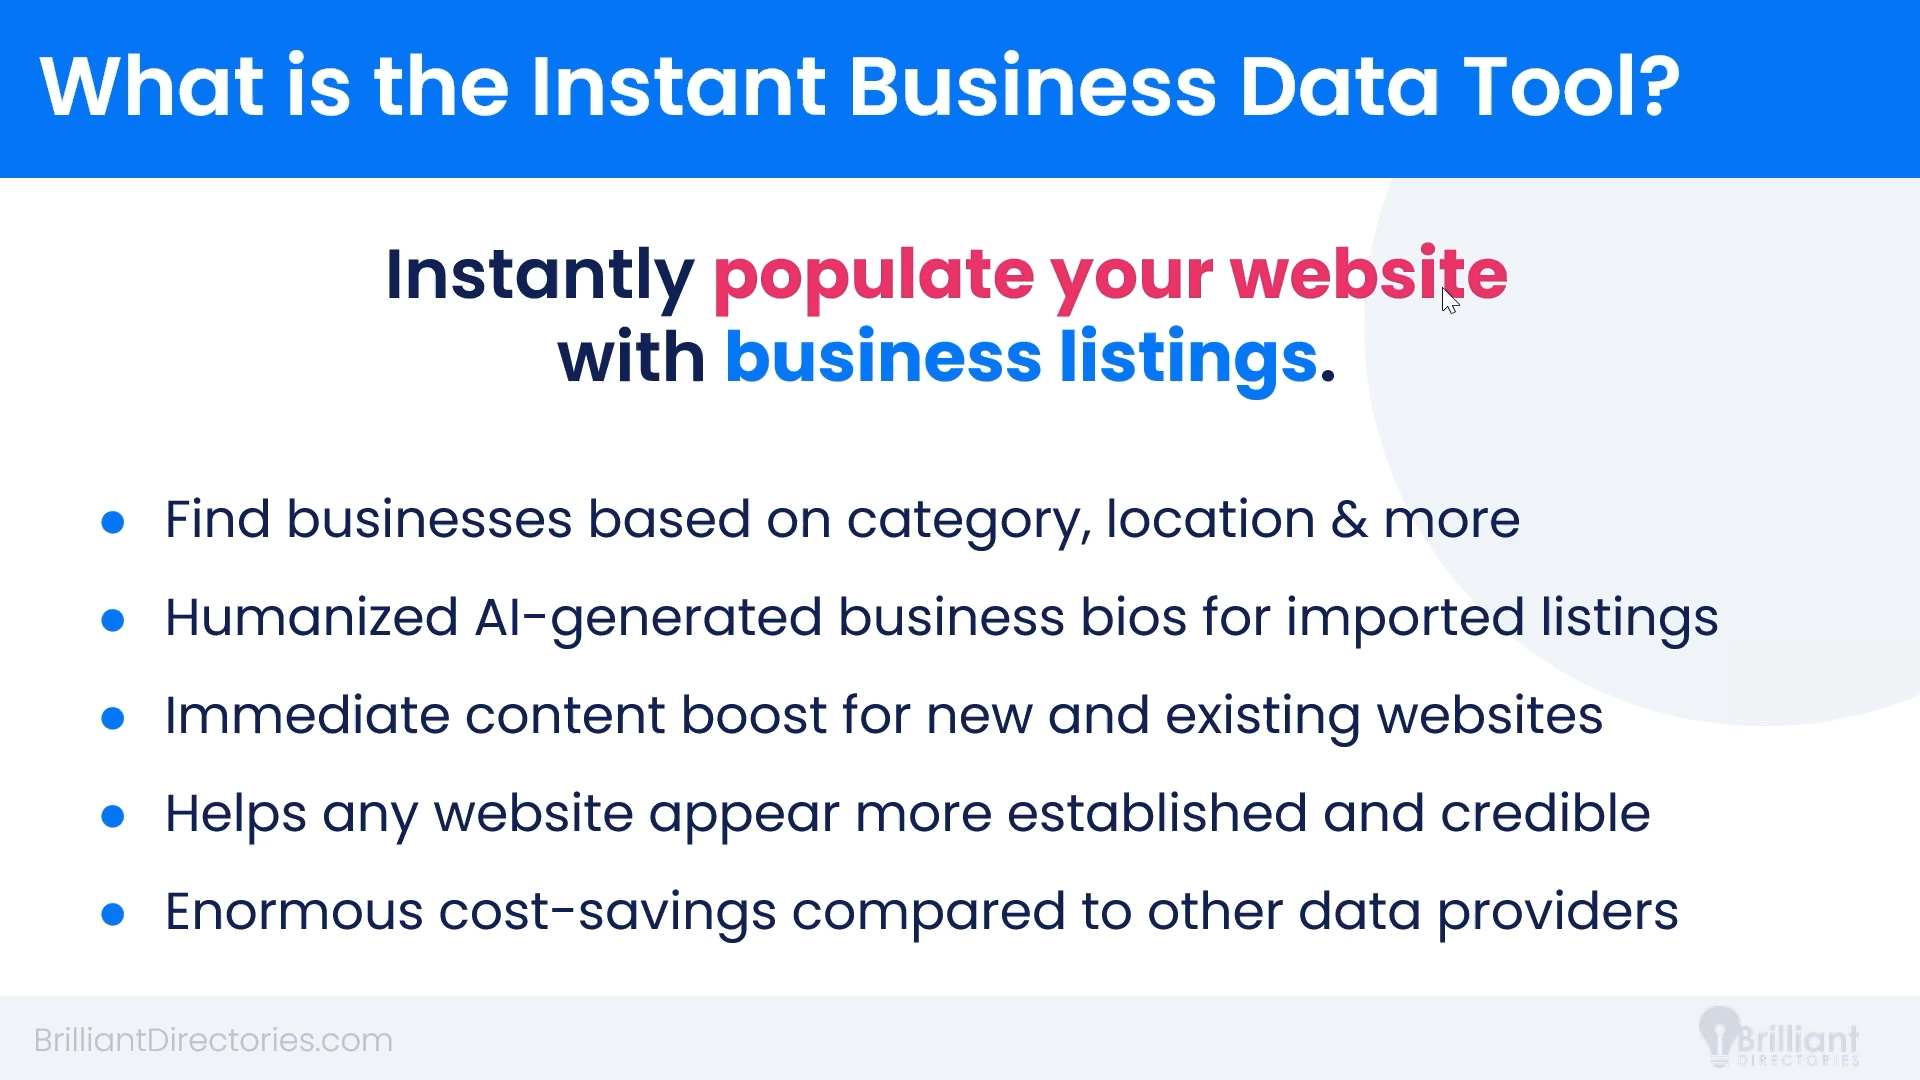 What is the Instant Business Data Tool?
Instantly populate your website
with business listings.
Find businesses based on category, location & more
Humanized AI-generated business bios for imported listings
Immediate content boost for new and existing websites
Helps any website appear more established and credible
Enormous cost-savings compared to other data providers
BrilliantDirectories.com
Brilliant
DIRECTORIES